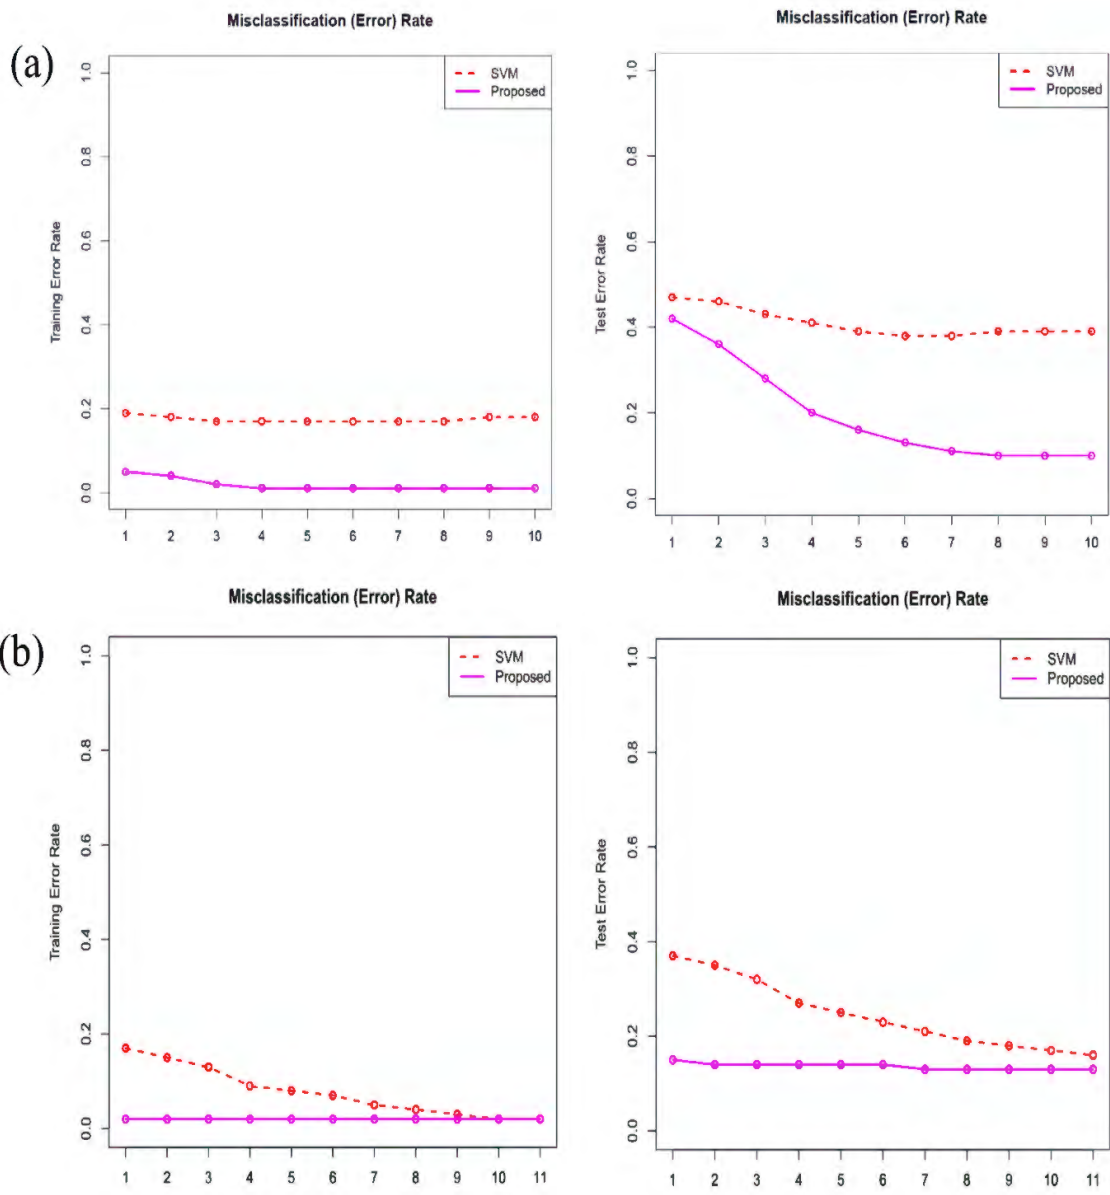 (a)
Misclassification (Error) Rate
SVM
Proposed
Training Error Rate
1.0
0.8
0.6
0.4
0.2
0.0
1 2 3 4 5 6 7 8 9 10
Misclassification (Error) Rate
SVM
Proposed
Test Error Rate
1.0
0.8
0.6
0.4
0.2
0.0
1 2 3 4 5 6 7 8 9 10
(b)
Misclassification (Error) Rate
SVM
Proposed
Training Error Rate
1.0
0.8
0.6
0.4
0.2
0.0
1 2 3 4 5 6 7 8 9 10 11
Misclassification (Error) Rate
SVM
Proposed
Test Error Rate
1.0
0.8
0.6
0.4
0.2
0.0
1 2 3 4 5 6 7 8 9 10 11